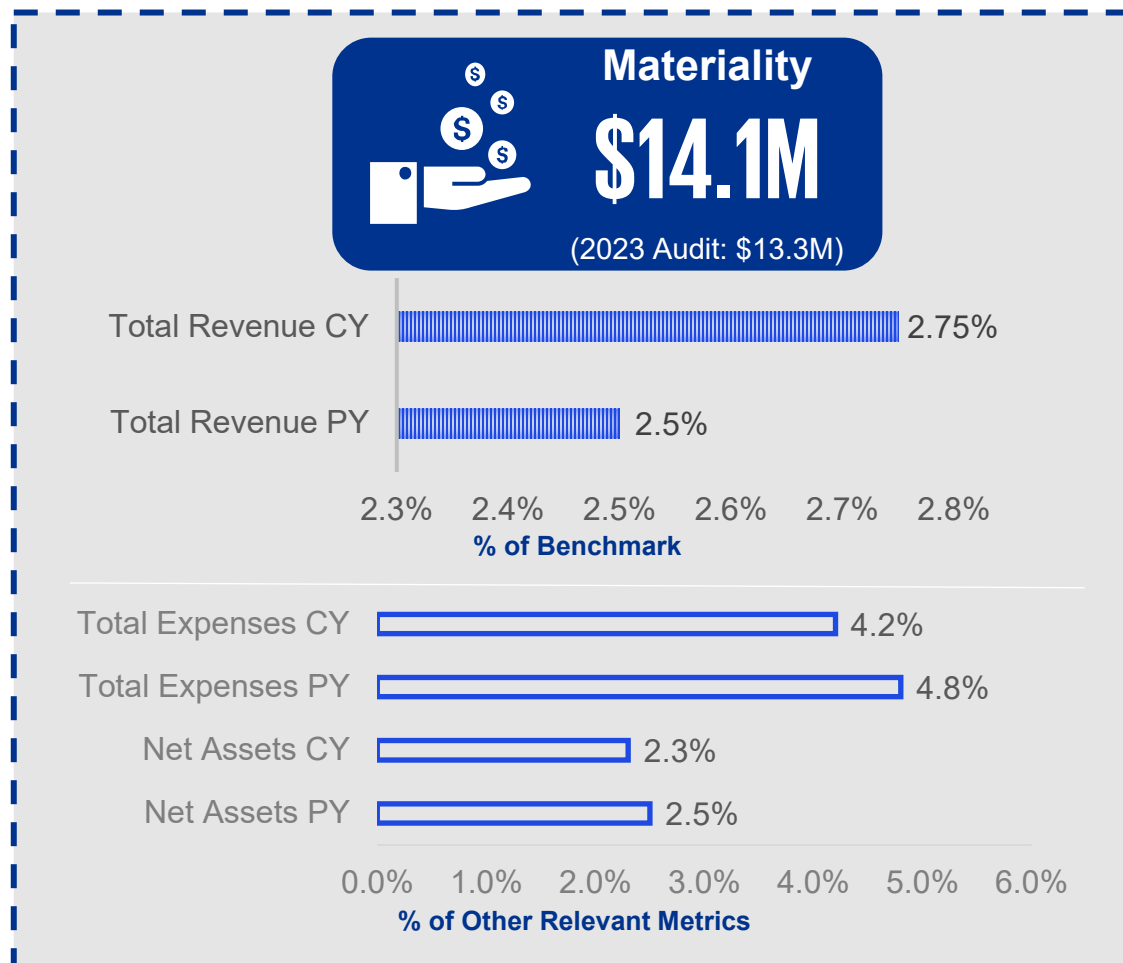 Materiality
$14.1M
(2023 Audit: $13.3M)
$
$
$
$
Total Revenue CY 2.75%
Total Revenue PY 2.5%
2.3% 2.4% 2.5% 2.6% 2.7% 2.8%
% of Benchmark
Total Expenses CY 4.2%
Total Expenses PY 4.8%
Net Assets CY 2.3%
Net Assets PY 2.5%
0.0% 1.0% 2.0% 3.0% 4.0% 5.0% 6.0%
% of Other Relevant Metrics